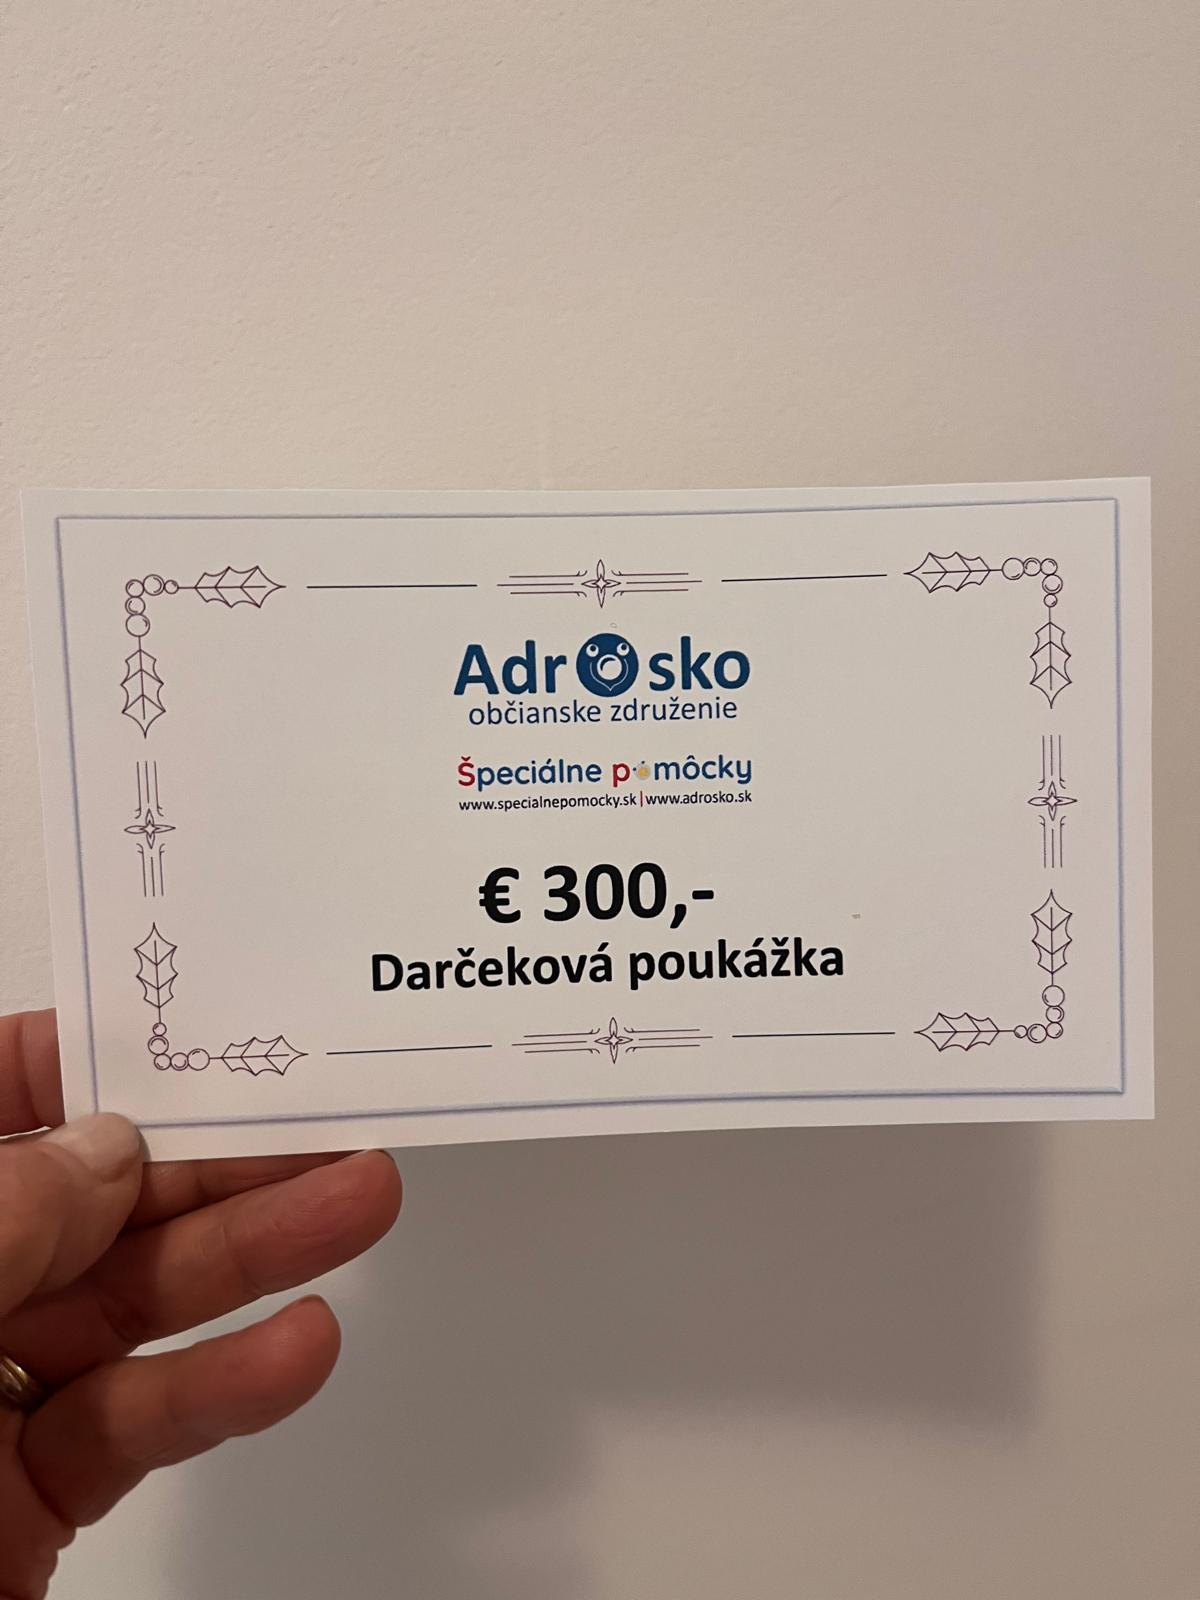 AdrOsko
občianske združenie
Špeciálne pomôcky
www.specialnepomocky.sk|www.adrosko.sk
€ 300,-
Darčeková poukážka